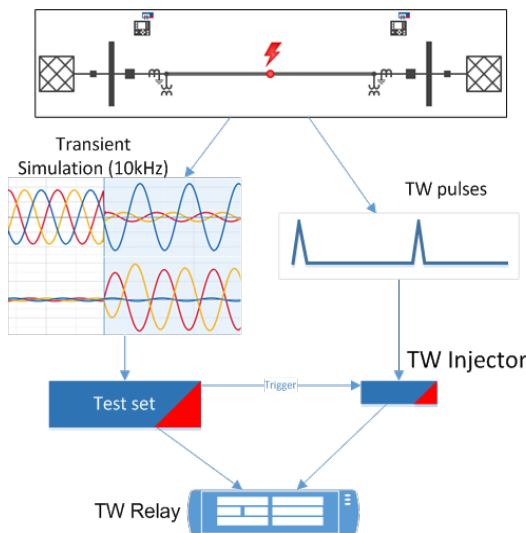 Transient
Simulation (10kHz)
TW pulses
TW Injector
Trigger
Test set
TW Relay